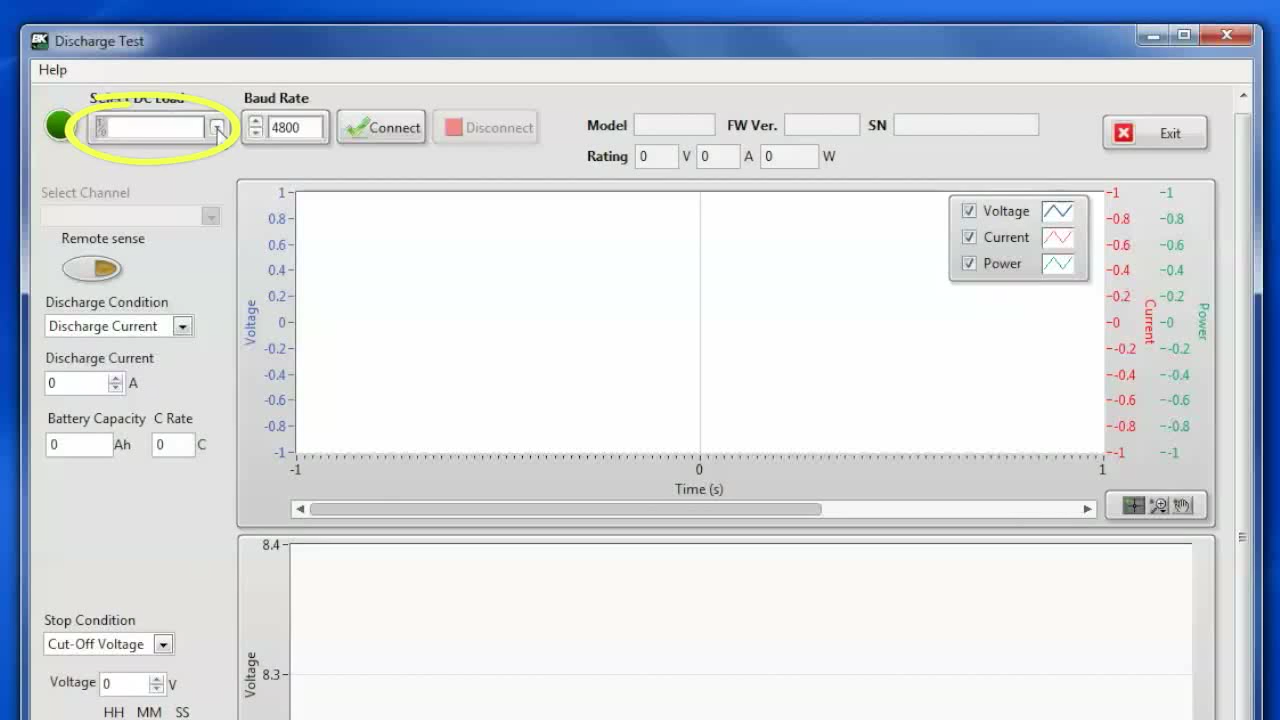 BK Discharge Test
Help
Select DC Load Baud Rate
4800 Connect Disconnect
Model FW Ver. SN
Rating 0 V 0 A 0 W
Exit
Select Channel
Remote sense
Discharge Condition
Discharge Current
Discharge Current
0 A
Battery Capacity C Rate
0 Ah 0 C
Stop Condition
Cut-Off Voltage
Voltage 0 V
HH MM SS
Voltage
1
0.8
0.6
0.4
0.2
0
-0.2
-0.4
-0.6
-0.8
-1
-1 0 1
Time (s)
Voltage
Current
Power
1
0.8
0.6
0.4
0.2
0
-0.2
-0.4
-0.6
-0.8
-1
Current
1
0.8
0.6
0.4
0.2
0
-0.2
-0.4
-0.6
-0.8
-1
Power
8.4
8.3
Voltage